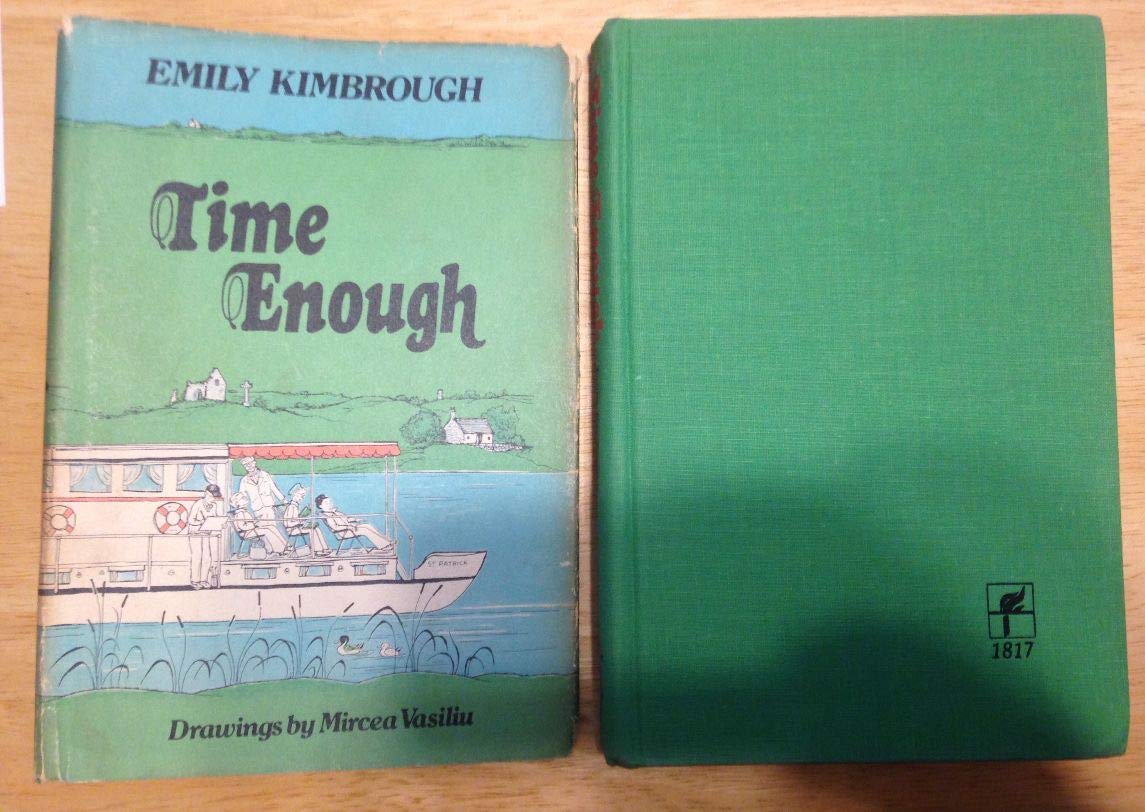 EMILY KIMBROUGH
Time
Enough
ST PATRICK
Drawings by Mircea Vasiliu
1817